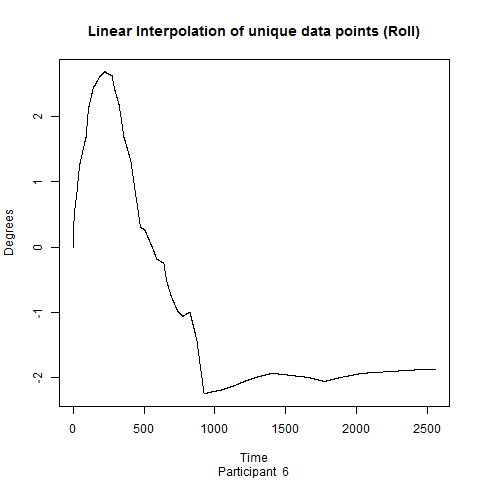 Linear Interpolation of unique data points (Roll)
Degrees
2
1
0
-1
-2
0 500 1000 1500 2000 2500
Time
Participant 6